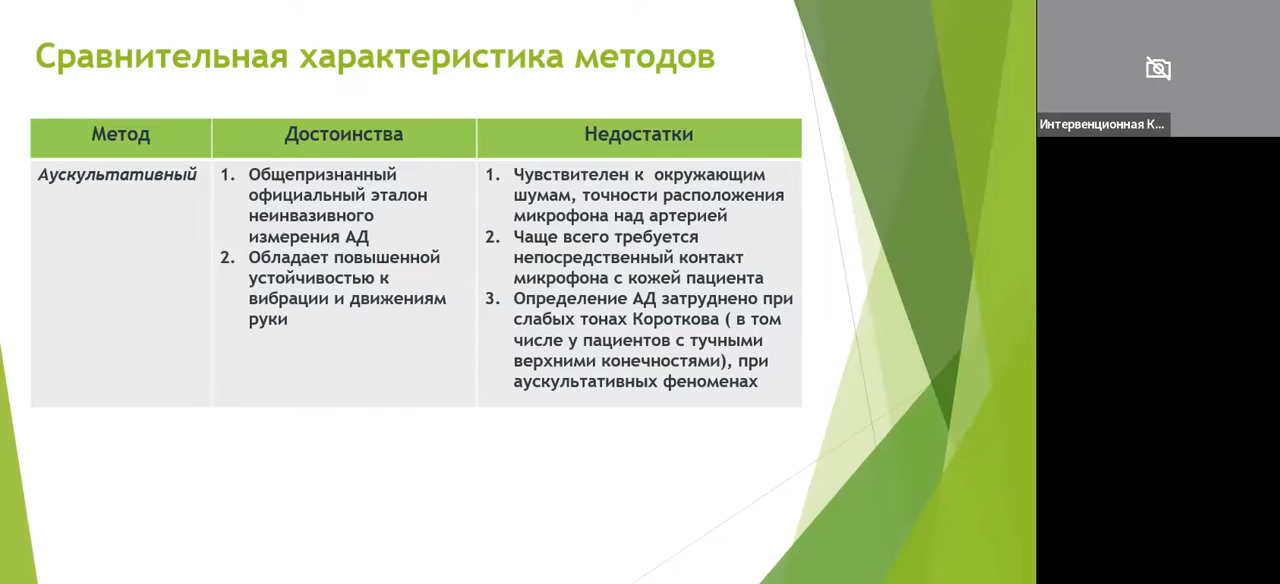 Сравнительная характеристика методов
Метод
Достоинства
Недостатки
Аускультативный
1. Общепризнанный
официальный эталон
неинвазивного
измерения АД
2. Обладает повышенной
устойчивостью к
вибрации и движениям
руки
1. Чувствителен к окружающим
шумам, точности расположения
микрофона над артерией
2. Чаще всего требуется
непосредственный контакт
микрофона с кожей пациента
3. Определение АД затруднено при
слабых тонах Короткова ( в том
числе у пациентов с тучными
верхними конечностями), при
аускультативных феноменах
Интервенционная К...